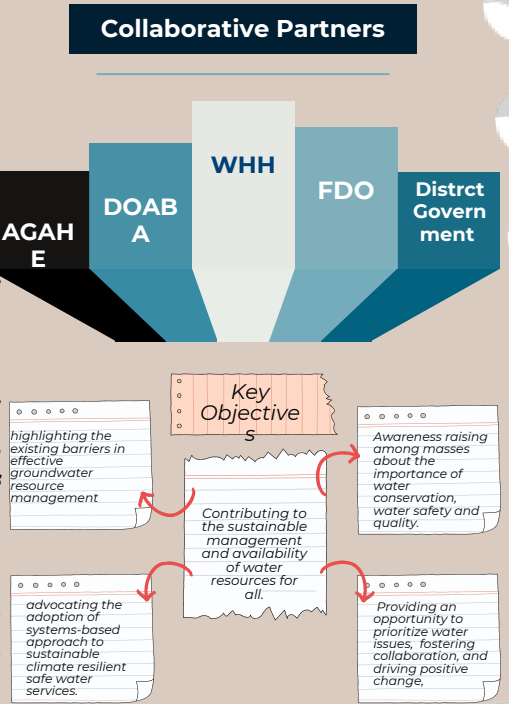 Collaborative Partners
AGAH
E
DOAB
A
WHH
FDO
Distrct
Govern
ment
Key
Objective
s
highlighting the
existing barriers in
effective
groundwater
resource
management
Awareness raising
among masses
about the
importance of
water
conservation,
water safety and
quality.
Contributing to
the sustainable
management
and availability
of water
resources for
all.
advocating the
adoption of
systems-based
approach to
sustainable
climate resilient
safe water
services.
Providing an
opportunity to
prioritize water
issues, fostering
collaboration, and
driving positive
change,